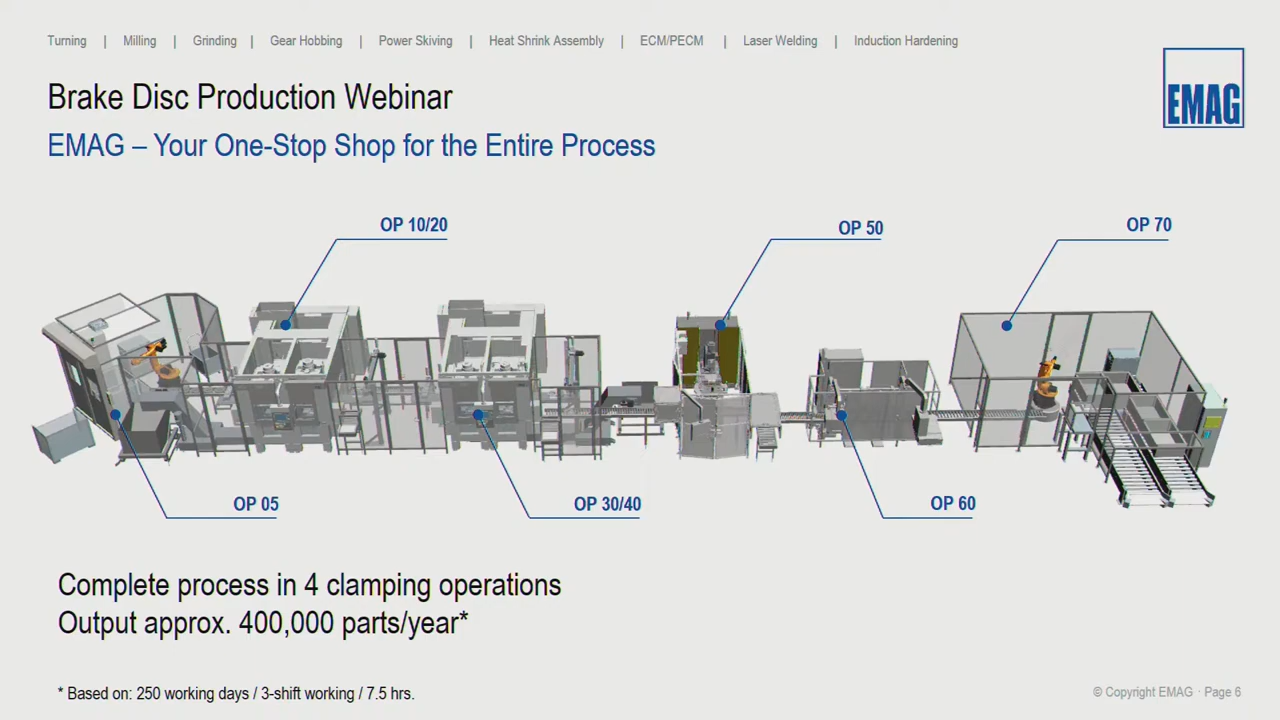 Turning | Milling | Grinding | Gear Hobbing | Power Skiving | Heat Shrink Assembly | ECM/PECM | Laser Welding | Induction Hardening
EMAG
Brake Disc Production Webinar
EMAG – Your One-Stop Shop for the Entire Process
OP 10/20
OP 50
OP 70
OP 05
OP 30/40
OP 60
Complete process in 4 clamping operations
Output approx. 400,000 parts/year*
* Based on: 250 working days / 3-shift working / 7.5 hrs.
© Copyright EMAG · Page 6